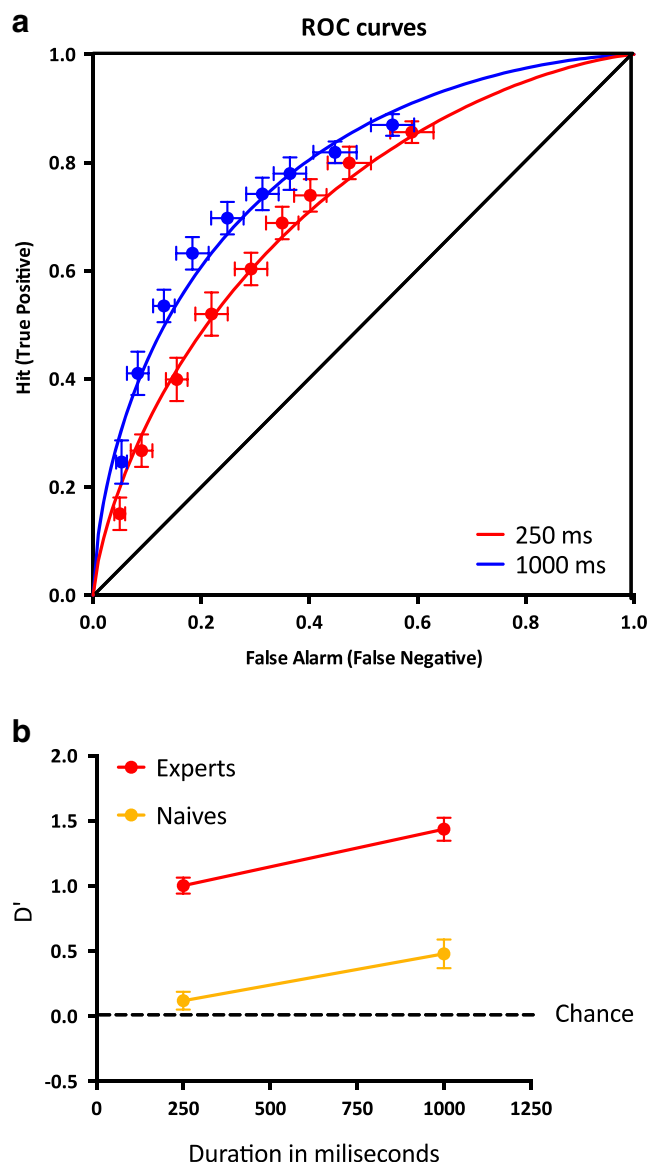 a
ROC curves
1.0
0.8
0.6
0.4
0.2
0.0
Hit (True Positive)
250 ms
1000 ms
0.0 0.2 0.4 0.6 0.8 1.0
False Alarm (False Negative)
b
2.0
1.5
1.0
0.5
0.0
-0.5
D'
Experts
Naives
Chance
0 250 500 750 1000 1250
Duration in miliseconds